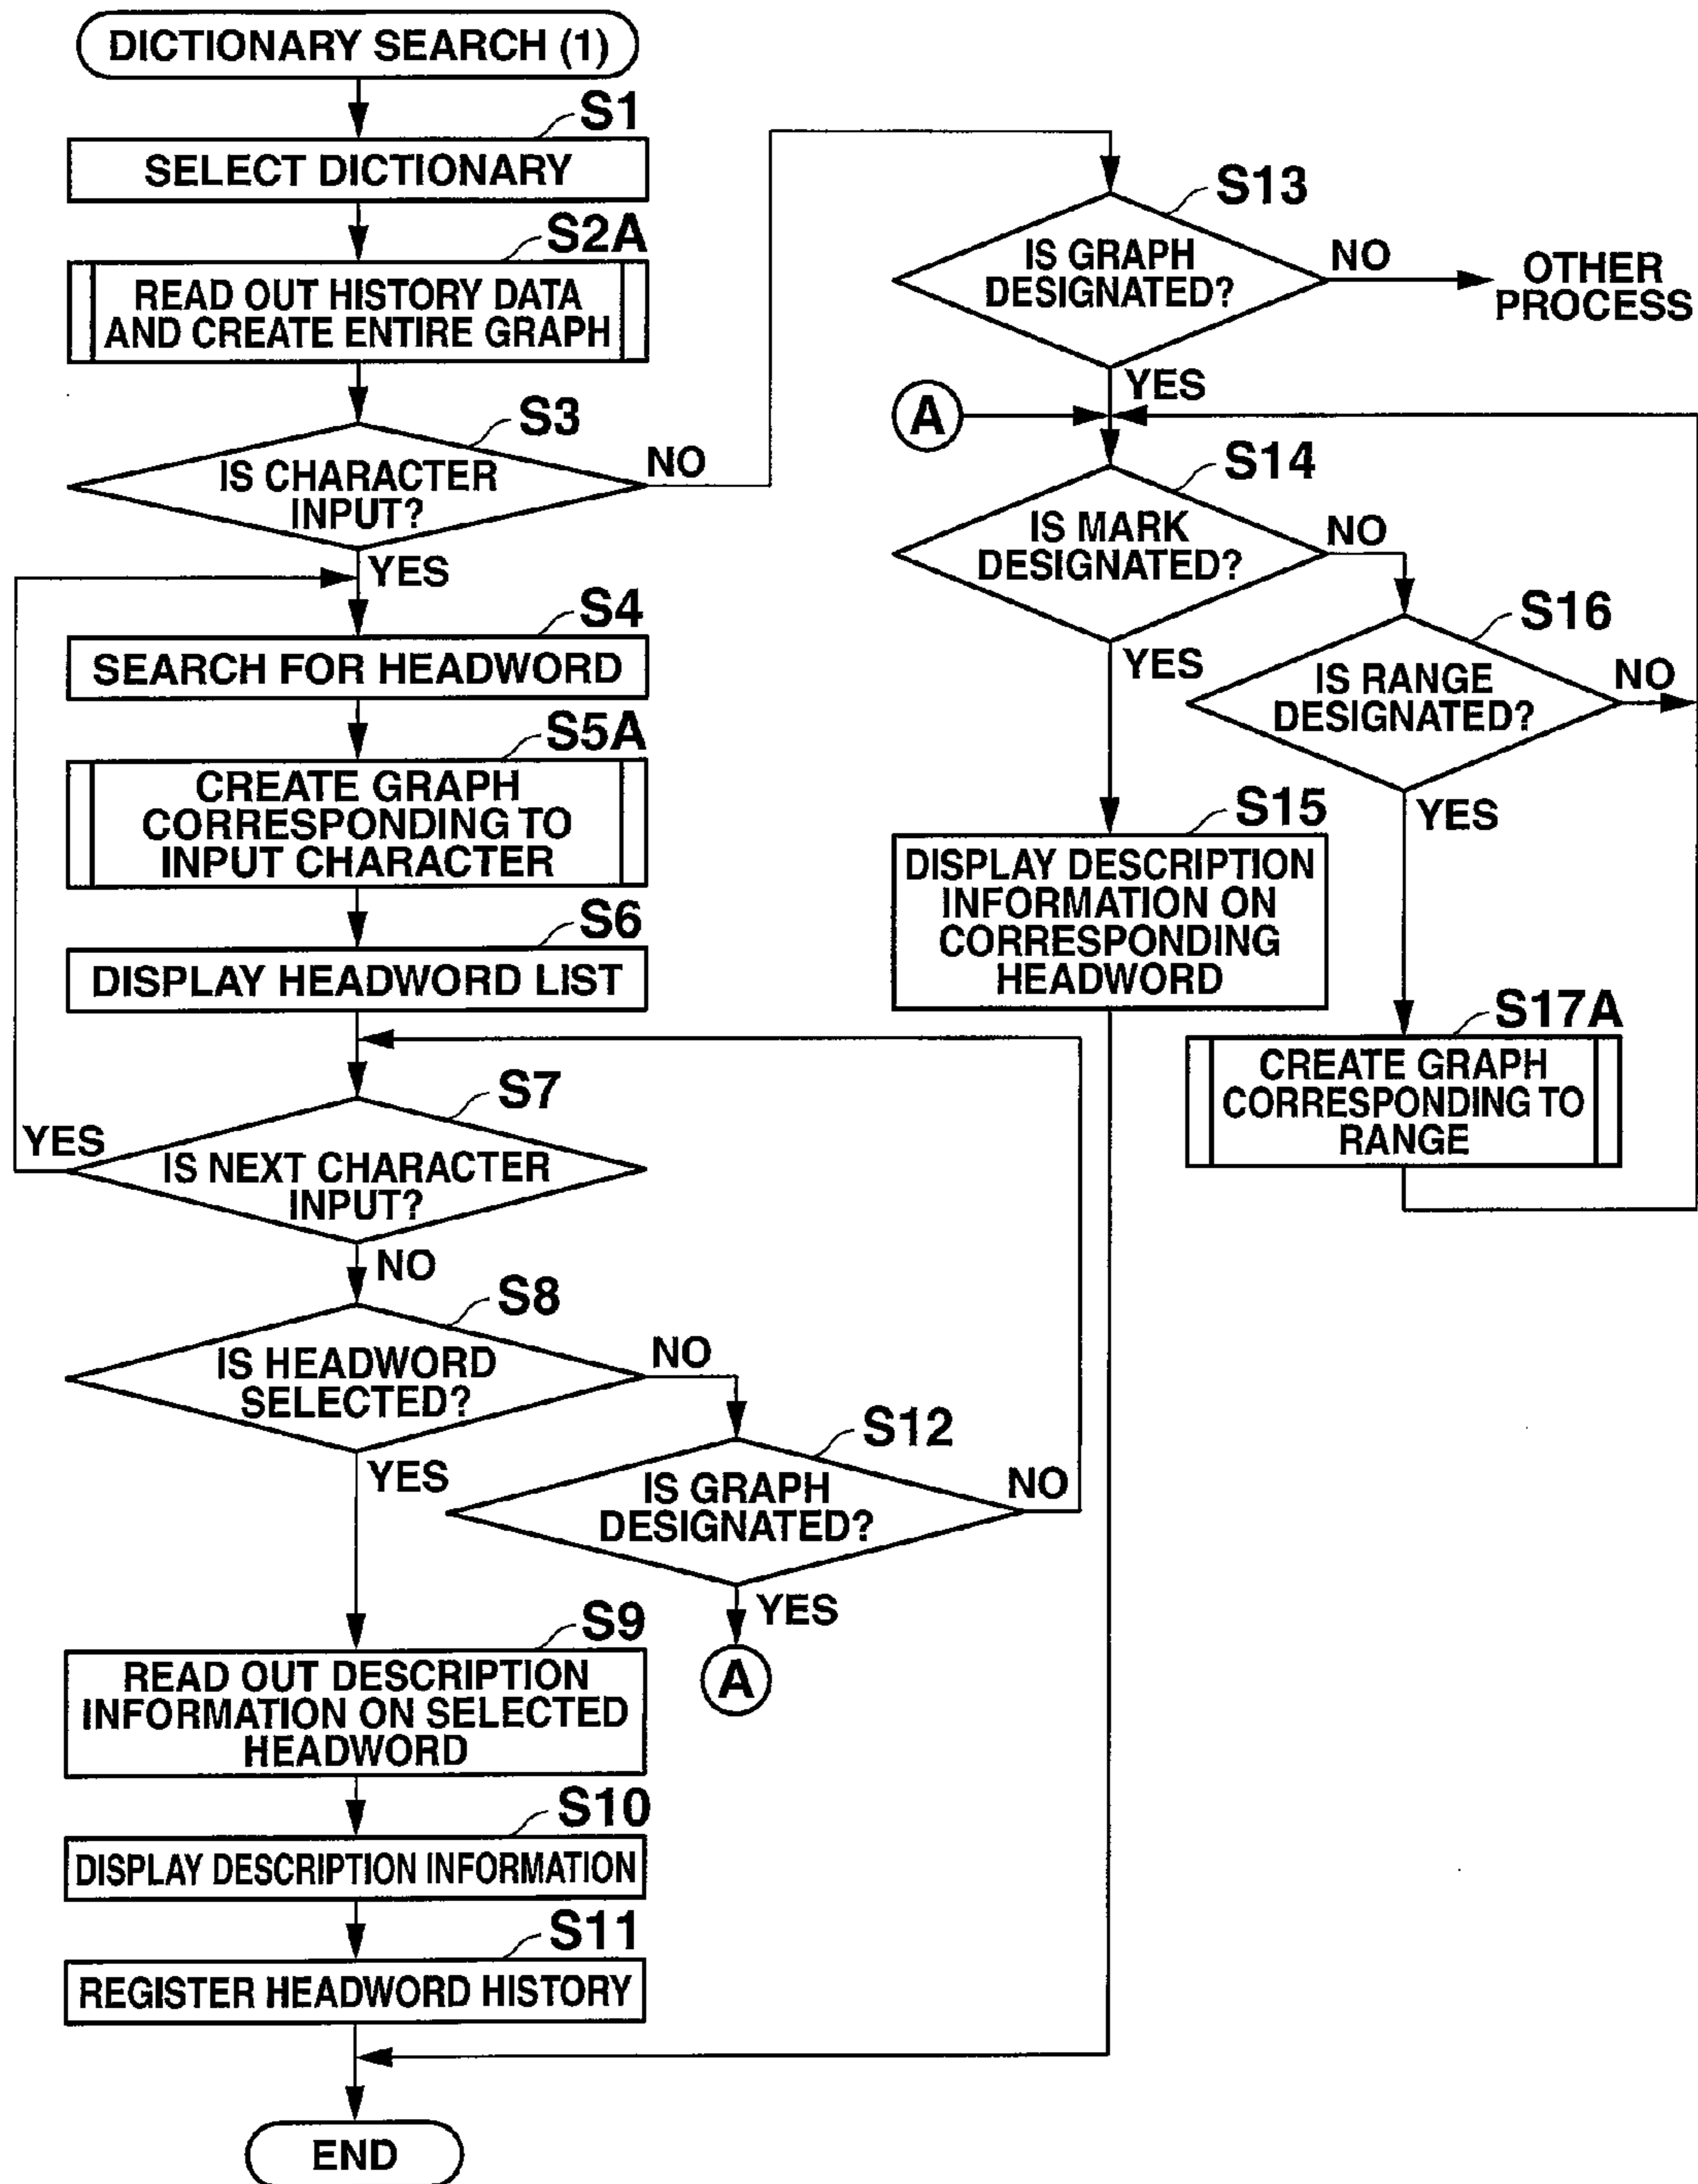 DICTIONARY SEARCH (1)
S1
SELECT DICTIONARY
S2A
READ OUT HISTORY DATA
AND CREATE ENTIRE GRAPH
S3
IS CHARACTER
INPUT?
NO
YES
S4
SEARCH FOR HEADWORD
S5A
CREATE GRAPH
CORRESPONDING TO
INPUT CHARACTER
S6
DISPLAY HEADWORD LIST
S7
YES
IS NEXT CHARACTER
INPUT?
NO
S8
IS HEADWORD
SELECTED?
NO
YES
S12
IS GRAPH
DESIGNATED?
NO
YES
A
S9
READ OUT DESCRIPTION
INFORMATION ON SELECTED
HEADWORD
S10
DISPLAY DESCRIPTION INFORMATION
S11
REGISTER HEADWORD HISTORY
END
S13
IS GRAPH
DESIGNATED?
NO
OTHER
PROCESS
YES
A
S14
IS MARK
DESIGNATED?
NO
YES
S16
IS RANGE
DESIGNATED?
NO
YES
S15
DISPLAY DESCRIPTION
INFORMATION ON
CORRESPONDING
HEADWORD
S17A
CREATE GRAPH
CORRESPONDING TO
RANGE